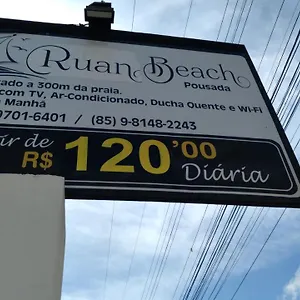 Ruan Beach
Pousada
a 300m da praia.
com TV, Ar-Condicionado, Ducha Quente e Wi-Fi
Manhã
9701-6401 / (85) 9-8148-2243
de
R$ 120'00
Diária